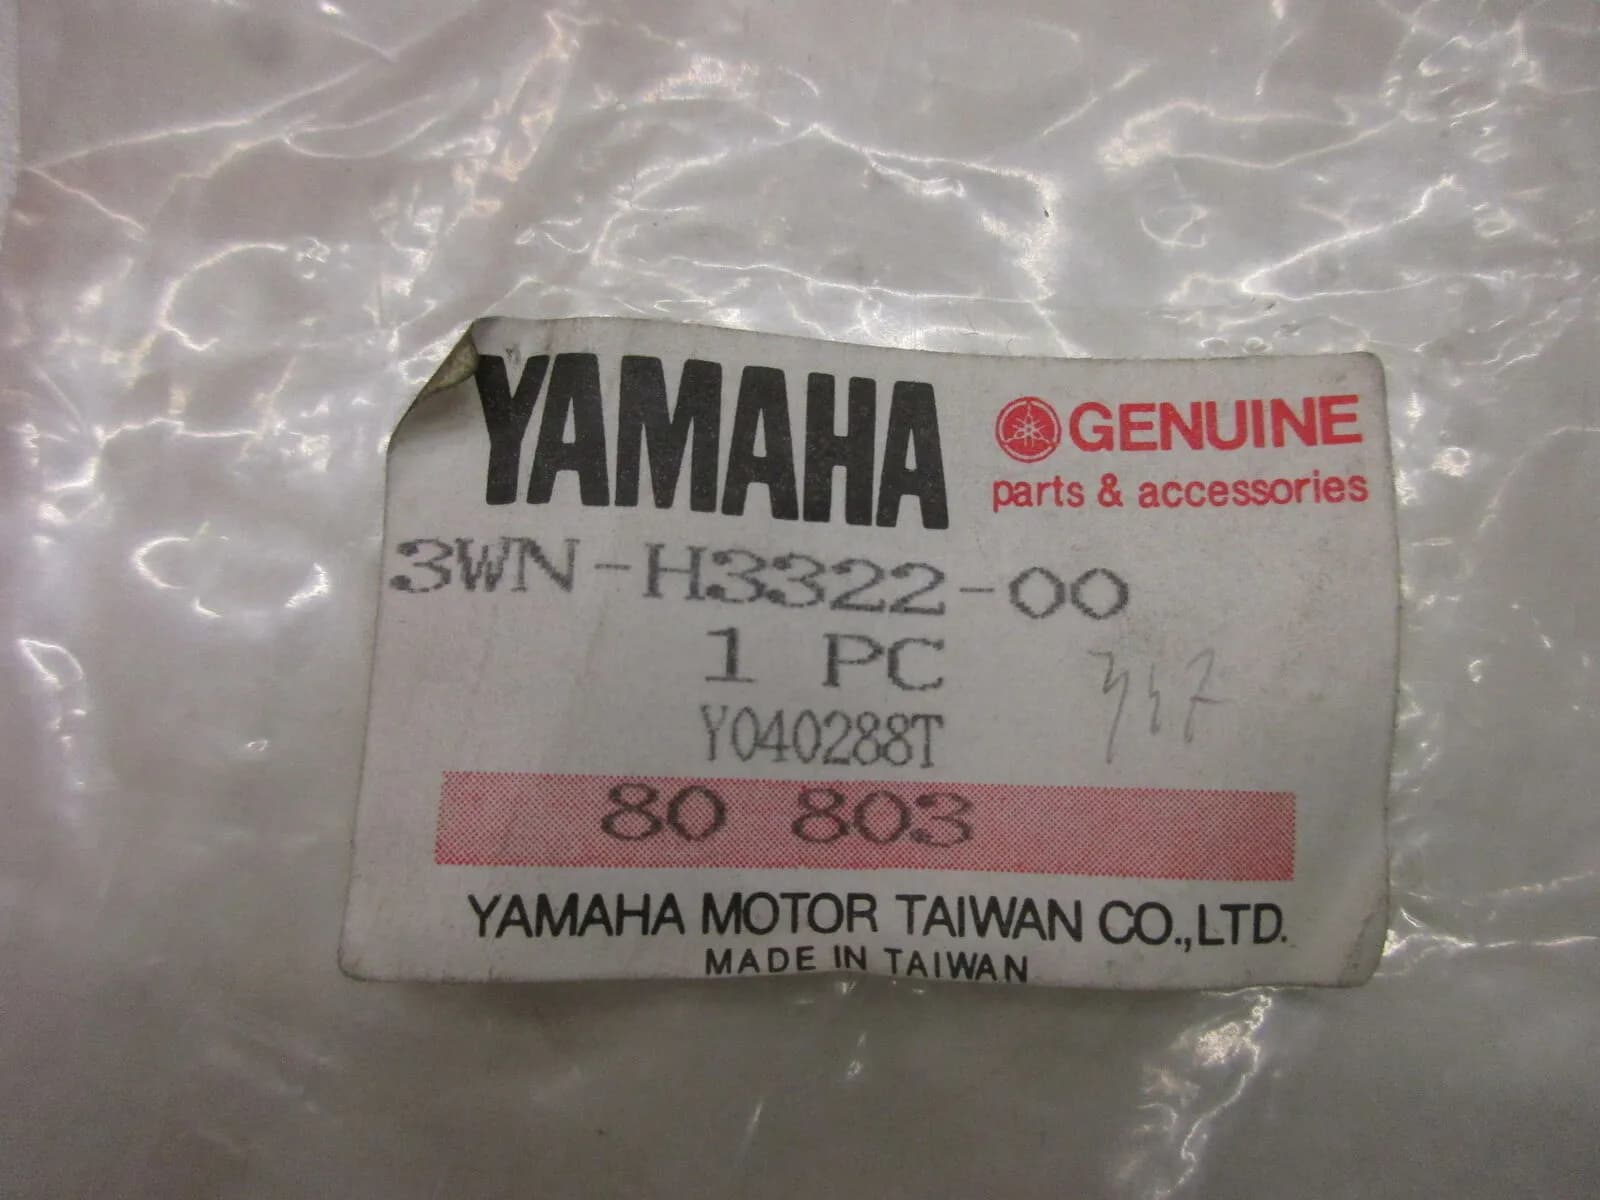 YAMAHA
GENUINE
parts & accessories
3WN-H3322-00
1 PC
Y040288T
80 803
YAMAHA MOTOR TAIWAN CO.,LTD.
MADE IN TAIWAN